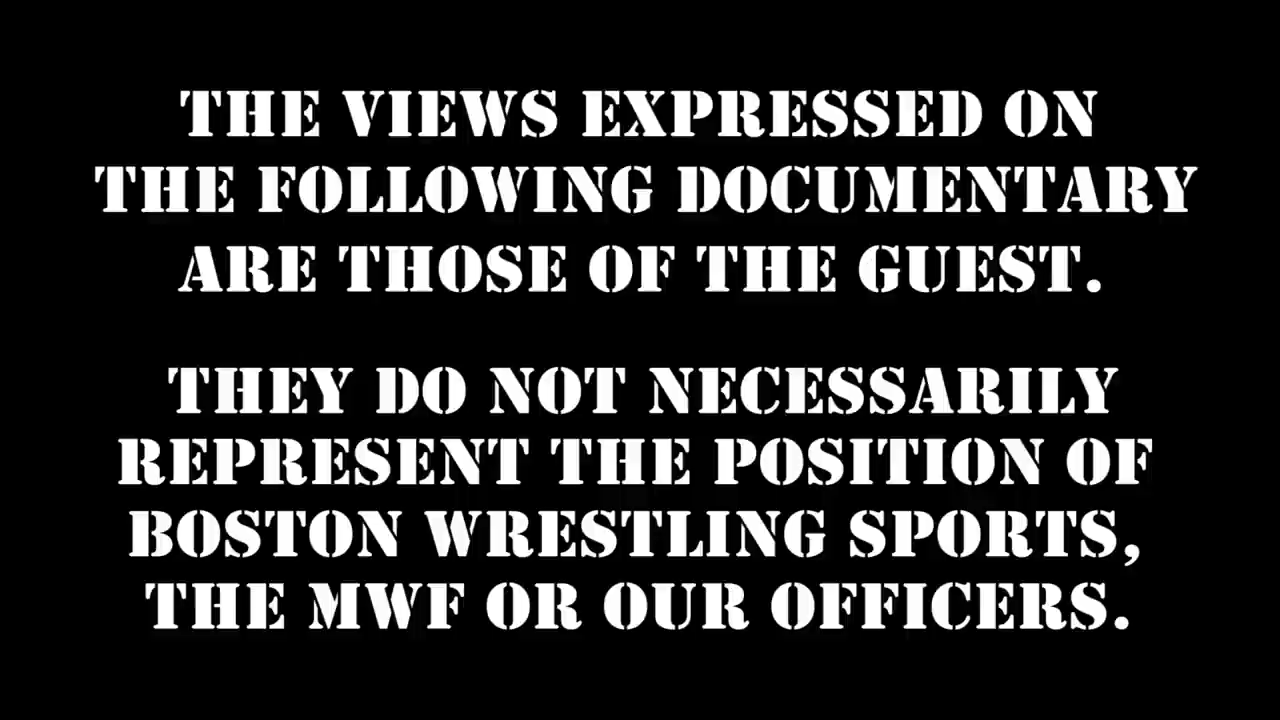 THE VIEWS EXPRESSED ON
THE FOLLOWING DOCUMENTARY
ARE THOSE OF THE GUEST.
THEY DO NOT NECESSARILY
REPRESENT THE POSITION OF
BOSTON WRESTLING SPORTS,
THE MWF OR OUR OFFICERS.